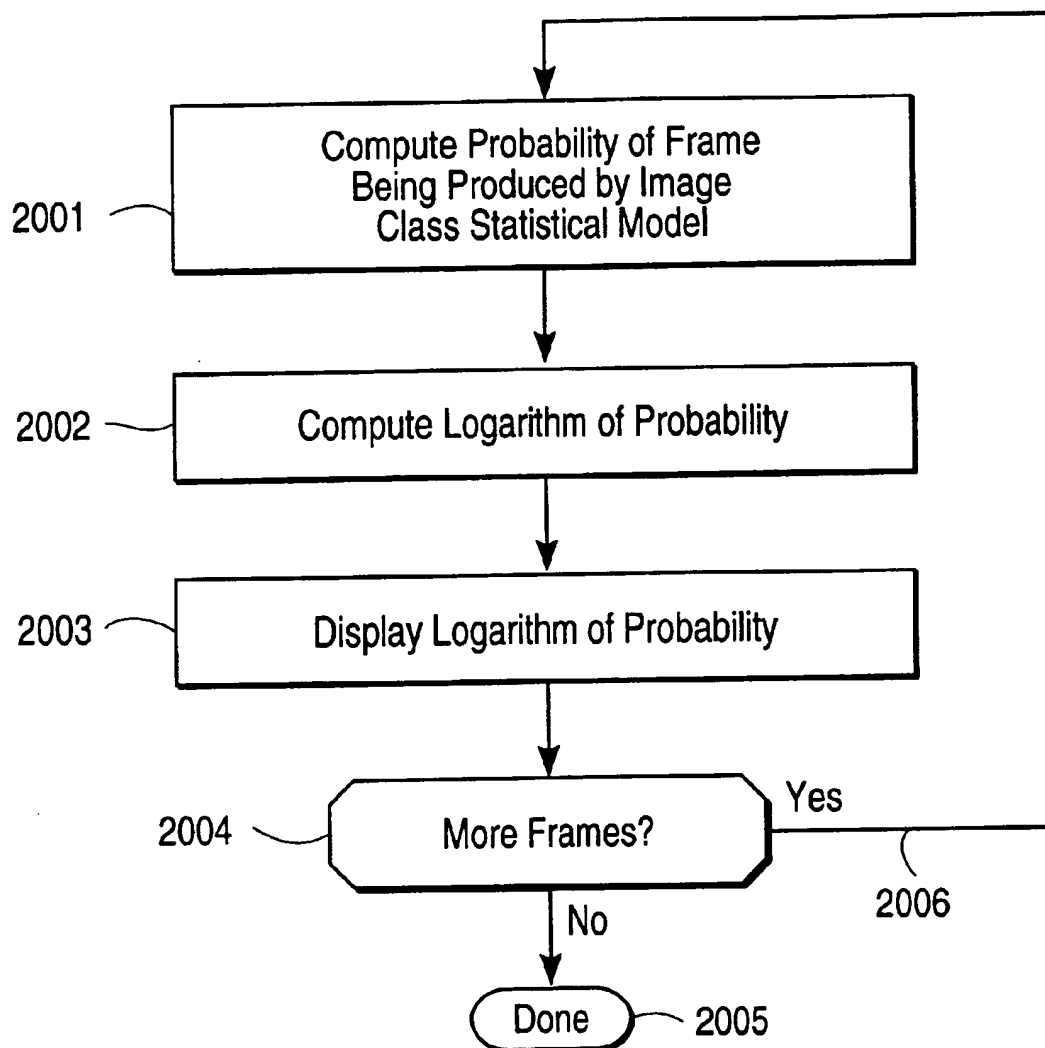 Compute Probability of Frame
Being Produced by Image
Class Statistical Model
2001
Compute Logarithm of Probability
2002
Display Logarithm of Probability
2003
More Frames?
2004
Yes
2006
No
Done
2005